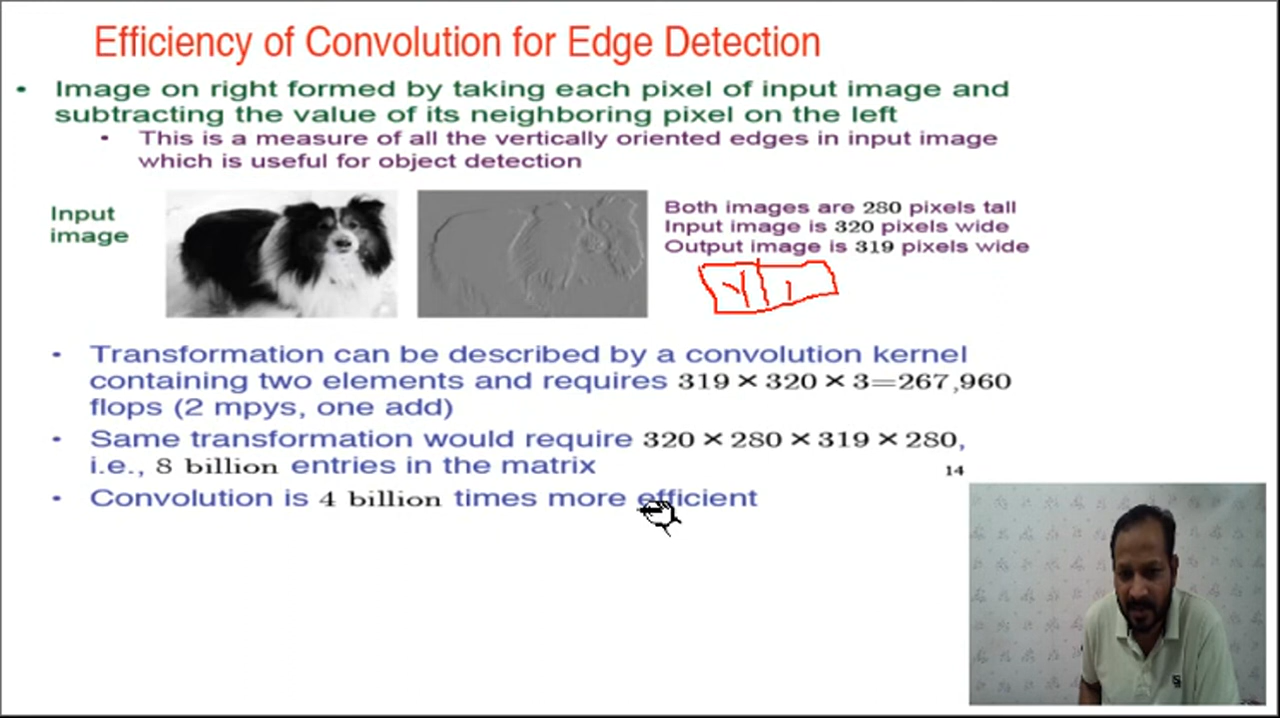 Efficiency of Convolution for Edge Detection
• Image on right formed by taking each pixel of input image and
subtracting the value of its neighboring pixel on the left
• This is a measure of all the vertically oriented edges in input image
which is useful for object detection
Input
image
Both images are 280 pixels tall
Input image is 320 pixels wide
Output image is 319 pixels wide
• Transformation can be described by a convolution kernel
containing two elements and requires 319 × 320 × 3=267,960
flops (2 mpys, one add)
• Same transformation would require 320 × 280 × 319 × 280,
i.e., 8 billion entries in the matrix
14
• Convolution is 4 billion times more efficient